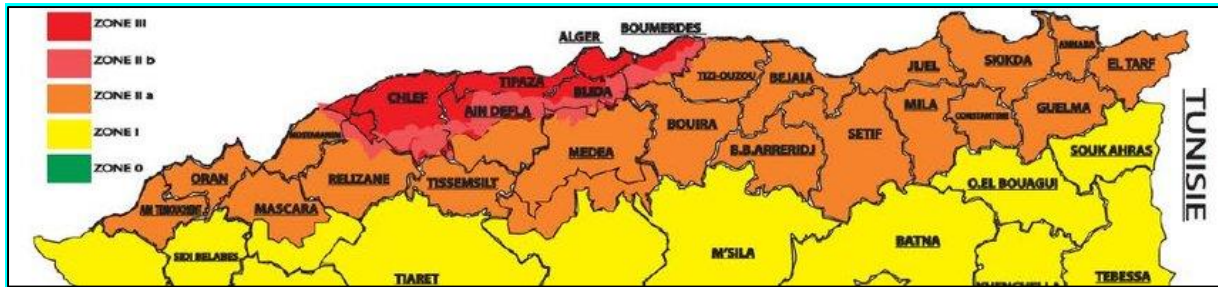 ZONE III
ZONE II b
ZONE II a
ZONE I
ZONE 0
ALGER
BOUMERDES
TIPAZA
BLIDA
CHLEF
AIN DEFLA
TIZI-OUZOU
BEJAIA
JIJEL
SKIKDA
ANNABA
EL TARF
MOSTAGANEM
BOUIRA
SETIF
MILA
CONSTANTINE
GUELMA
ORAN
RELIZANE
TISSEMSILT
MEDEA
B.B.ARRERIDJ
SOUK AHRAS
AIN TEMOUCHENT
MASCARA
O.EL BOUAGUI
SIDI BELABES
TIARET
M'SILA
BATNA
KHENCHELLA
TEBESSA
TUNISIE